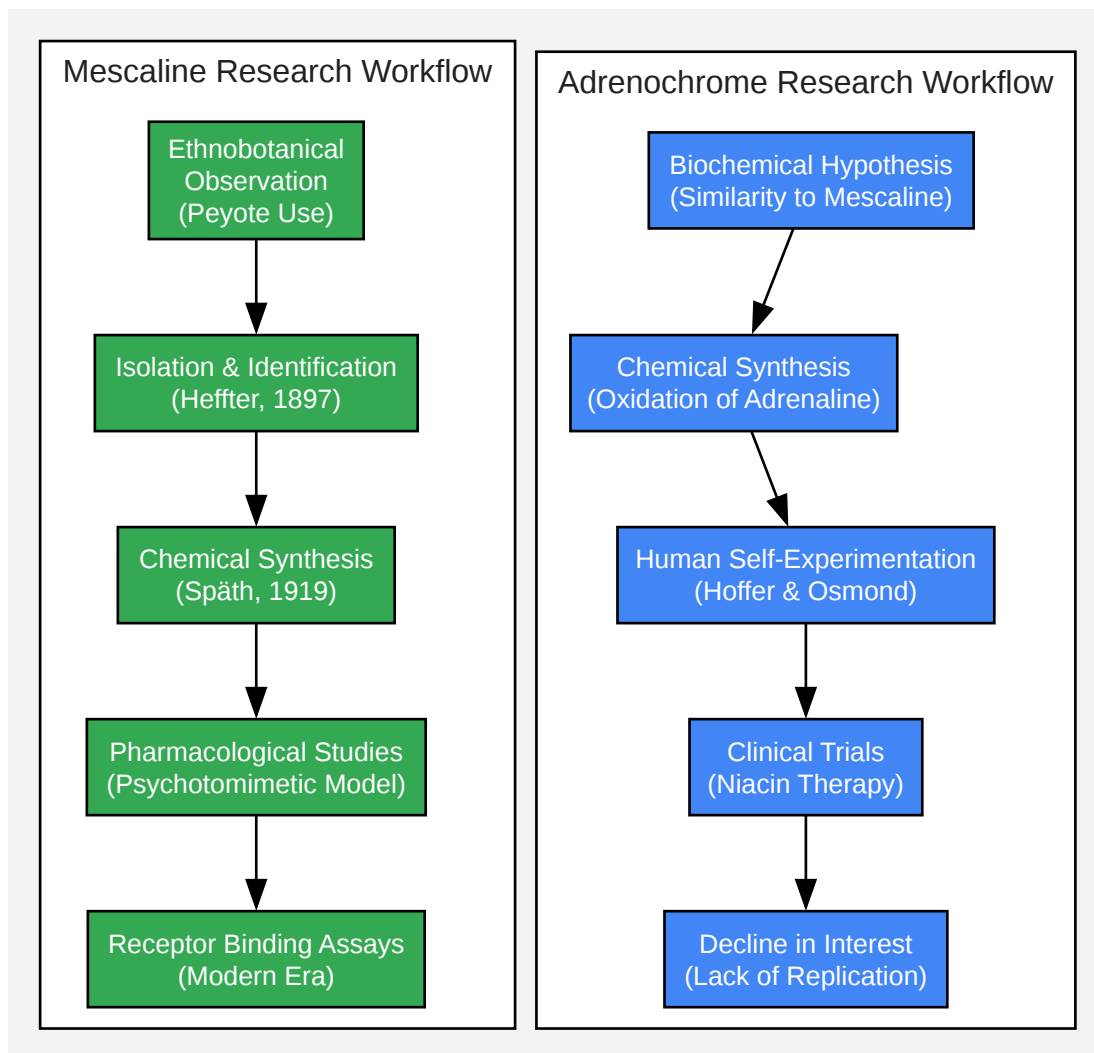 Mescaline Research Workflow
Ethnobotanical
Observation
(Peyote Use)
Isolation & Identification
(Heffter, 1897)
Chemical Synthesis
(Späth, 1919)
Pharmacological Studies
(Psychotomimetic Model)
Receptor Binding Assays
(Modern Era)
Adrenochrome Research Workflow
Biochemical Hypothesis
(Similarity to Mescaline)
Chemical Synthesis
(Oxidation of Adrenaline)
Human Self-Experimentation
(Hoffer & Osmond)
Clinical Trials
(Niacin Therapy)
Decline in Interest
(Lack of Replication)